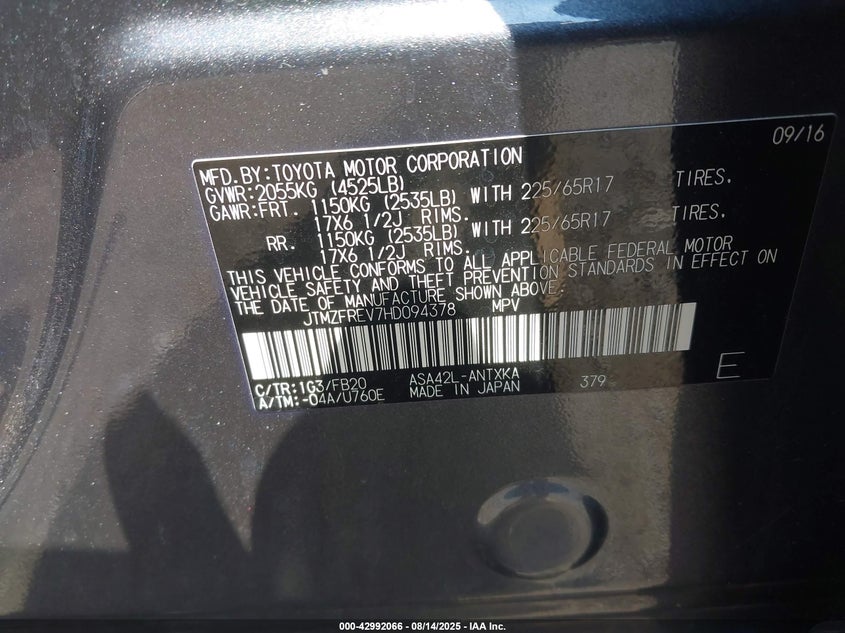 09/16
MFD.BY:TOYOTA MOTOR CORPORATION
GVWR:2055KG (4525LB)
GAWR:FRT. 1150KG (2535LB) WITH 225/65R17 TIRES,
17X6 1/2J RIMS.
RR. 1150KG (2535LB) WITH 225/65R17 TIRES,
17X6 1/2J RIMS.
THIS VEHICLE CONFORMS TO ALL APPLICABLE FEDERAL MOTOR
VEHICLE SAFETY AND THEFT PREVENTION STANDARDS IN EFFECT ON
THE DATE OF MANUFACTURE SHOWN ABOVE.
JTMZFREV7HD094378 MPV
C/TR:1G3/FB20 ASA42L-ANTXKA 379 E
A/TM:-04A/U760E MADE IN JAPAN
000-42992066 - 08/14/2025 - IAA Inc.